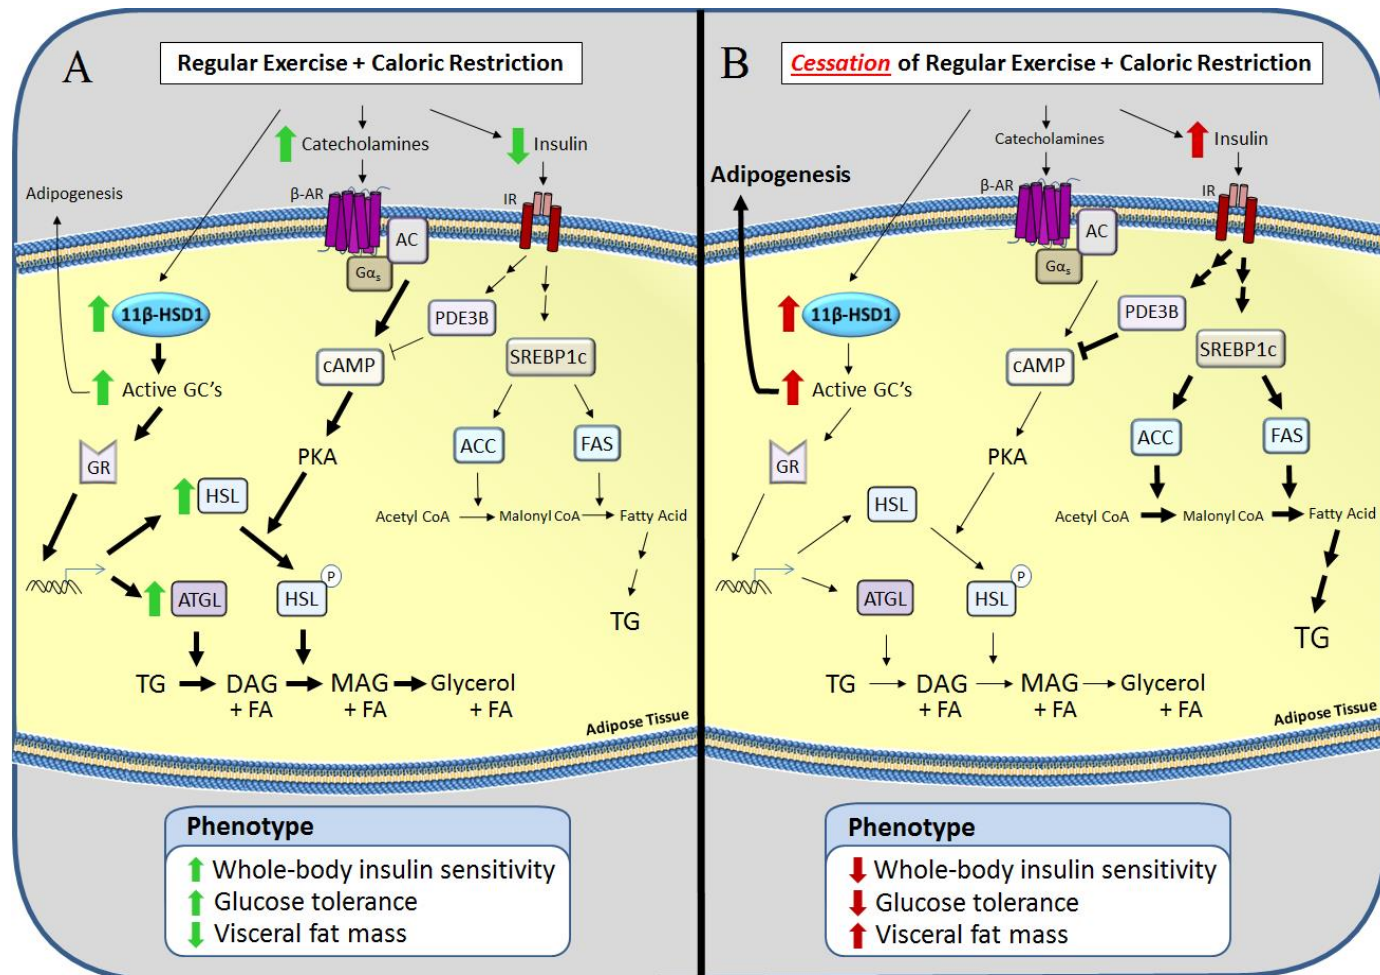 A
Regular Exercise + Caloric Restriction
Catecholamines
Insulin
β-AR
IR
Adipogenesis
AC
Gαs
11β-HSD1
PDE3B
cAMP
SREBP1c
Active GC's
ACC
FAS
GR
PKA
HSL
Acetyl CoA
Malonyl CoA
Fatty Acid
P
ATGL
HSL
TG
TG
DAG
+ FA
MAG
+ FA
Glycerol
+ FA
Adipose Tissue
Phenotype
Whole-body insulin sensitivity
Glucose tolerance
Visceral fat mass
B
Cessation of Regular Exercise + Caloric Restriction
Catecholamines
Insulin
β-AR
IR
Adipogenesis
AC
Gαs
11β-HSD1
PDE3B
cAMP
SREBP1c
Active GC's
ACC
FAS
GR
PKA
HSL
Acetyl CoA
Malonyl CoA
Fatty Acid
P
ATGL
HSL
TG
TG
DAG
+ FA
MAG
+ FA
Glycerol
+ FA
Adipose Tissue
Phenotype
Whole-body insulin sensitivity
Glucose tolerance
Visceral fat mass